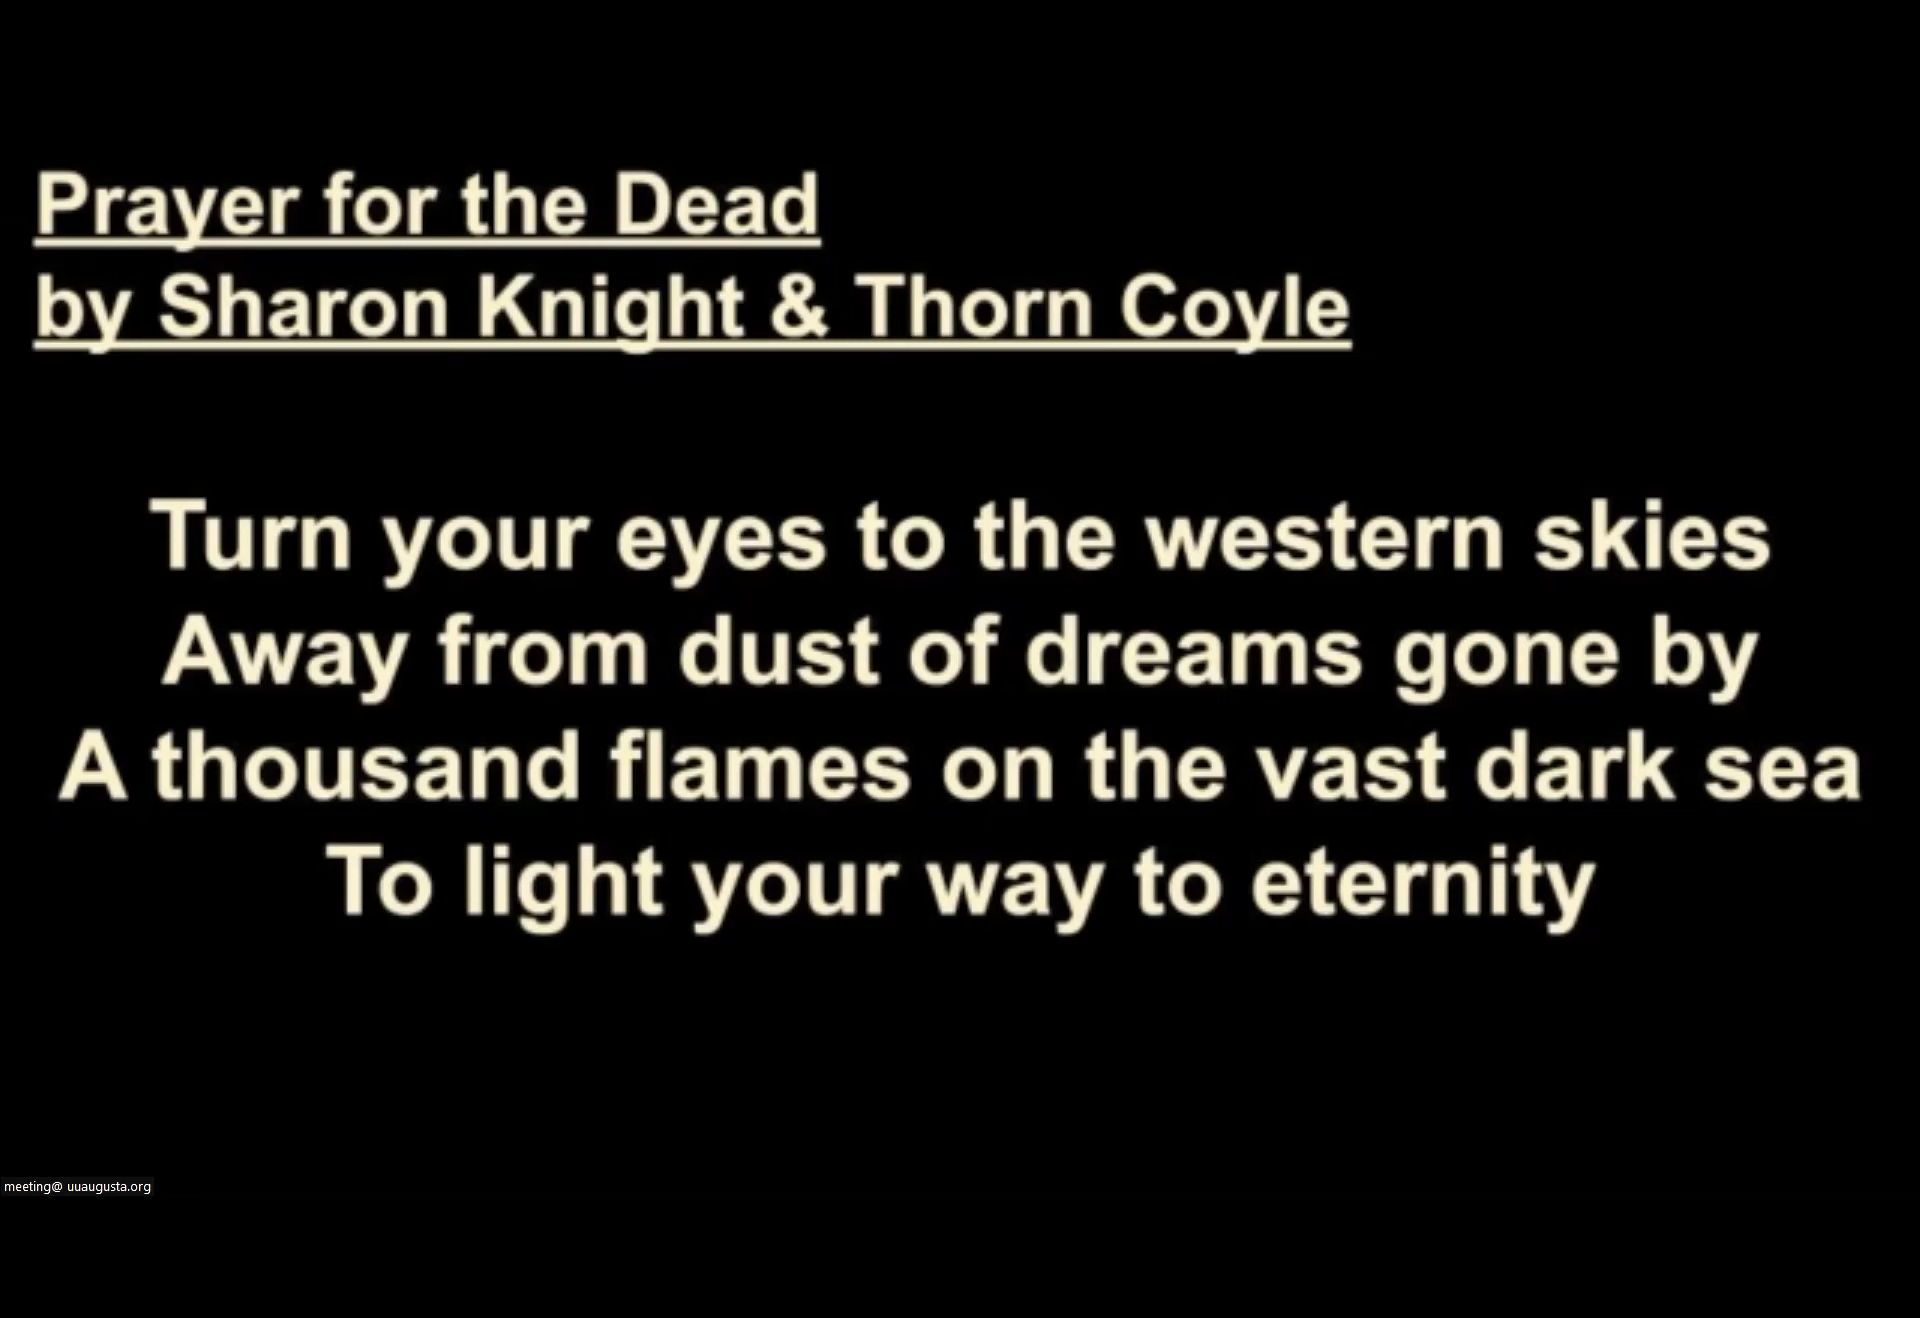 Prayer for the Dead
by Sharon Knight & Thorn Coyle
Turn your eyes to the western skies
Away from dust of dreams gone by
A thousand flames on the vast dark sea
To light your way to eternity
meeting@ uuaugusta.org